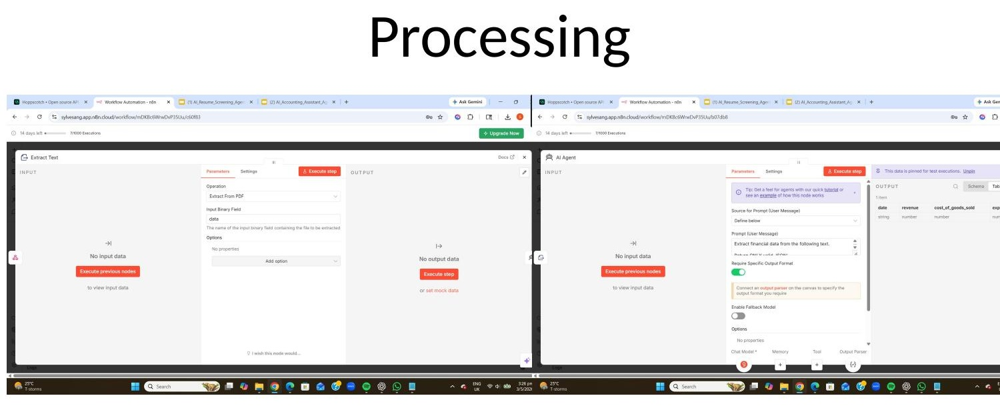 Processing
Hoppscotch • Open source API
Workflow Automation - n8n
(1) AI_Resume_Screening_Agen
(2) AI_Accounting_Assistant_Ag
Ask Gemini
sylvesang.app.n8n.cloud/workflow/mDKBc6WrwDvP35Uu/c60f83
14 days left
7/1000 Executions
Upgrade Now
Extract Text
Docs
INPUT
Parameters
Settings
Execute step
OUTPUT
Operation
Extract From PDF
Input Binary Field
data
The name of the input binary field containing the file to be extracted
Options
No properties
Add option
No input data
Execute previous nodes
to view input data
No output data
Execute step
or set mock data
I wish this node would...
Logs
25°C
T-storms
Search
ENG
UK
3:26 pm
Hoppscotch • Open source API
Workflow Automation - n8n
(1) AI_Resume_Screening_Agen
(2) AI_Accounting_Assistant_Ag
Ask Gem
sylvesang.app.n8n.cloud/workflow/mDKBc6WrwDvP35Uu/b07db8
14 days left
7/1000 Executions
AI Agent
INPUT
Parameters
Settings
Execute step
This data is pinned for test executions. Unpin
Tip: Get a feel for agents with our quick tutorial or
see an example of how this node works
OUTPUT
Schema
Tab
1 item
date revenue cost_of_goods_sold exp
string number number num
Source for Prompt (User Message)
Define below
Prompt (User Message)
Extract financial data from the following text.
Return ONLY valid JSON:
Require Specific Output Format
Connect an output parser on the canvas to specify the
output format you require
Enable Fallback Model
Options
No properties
Chat Model *
Memory
Tool
Output Parser
No input data
Execute previous nodes
to view input data
Logs
25°C
T-storms
Search